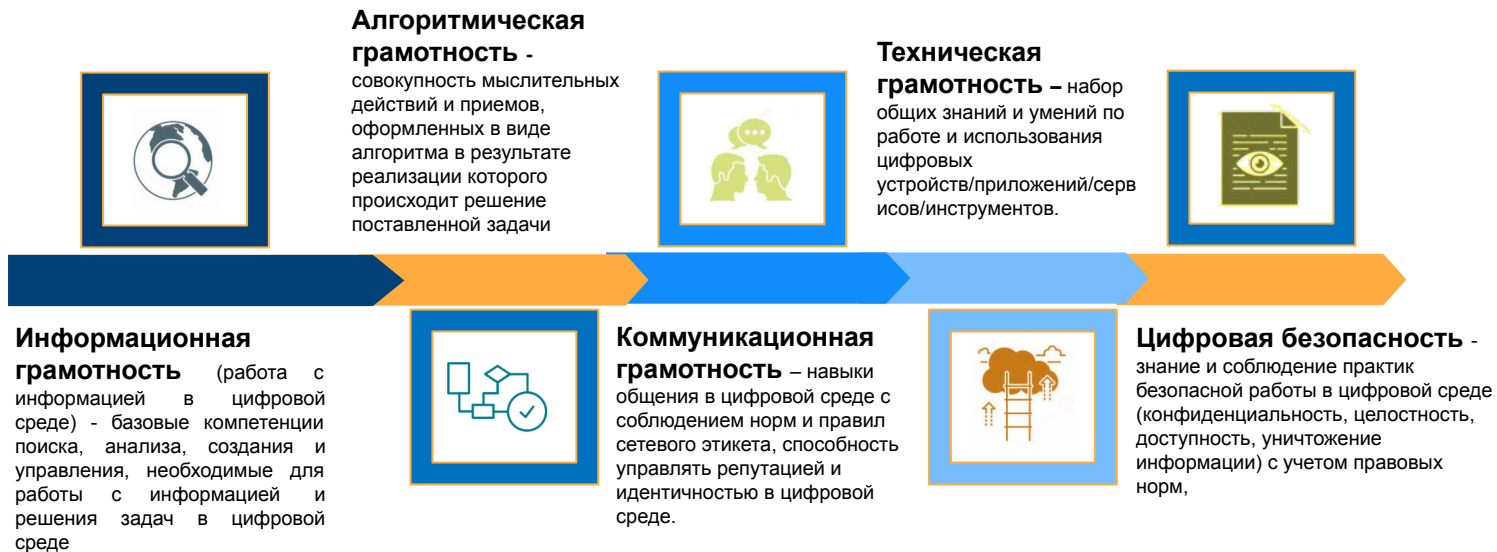 Алгоритмическая
грамотность -
совокупность мыслительных
действий и приемов,
оформленных в виде
алгоритма в результате
реализации которого
происходит решение
поставленной задачи
Техническая
грамотность – набор
общих знаний и умений по
работе и использования
цифровых
устройств/приложений/серв
исов/инструментов.
Информационная
грамотность (работа с
информацией в цифровой
среде) - базовые компетенции
поиска, анализа, создания и
управления, необходимые для
работы с информацией и
решения задач в цифровой
среде
Коммуникационная
грамотность – навыки
общения в цифровой среде с
соблюдением норм и правил
сетевого этикета, способность
управлять репутацией и
идентичностью в цифровой
среде.
Цифровая безопасность -
знание и соблюдение практик
безопасной работы в цифровой среде
(конфиденциальность, целостность,
доступность, уничтожение
информации) с учетом правовых
норм,